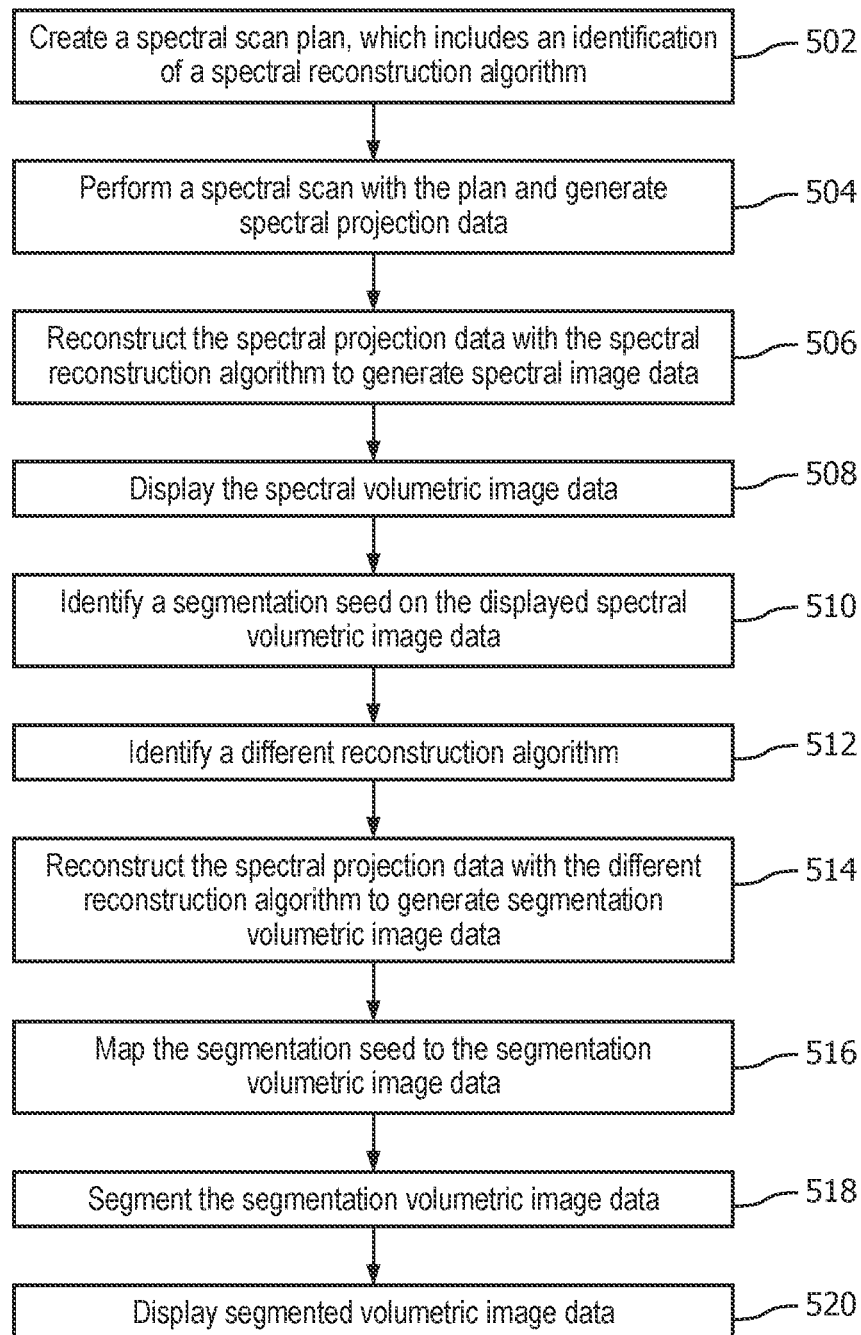 Create a spectral scan plan, which includes an identification
of a spectral reconstruction algorithm
502
Perform a spectral scan with the plan and generate
spectral projection data
504
Reconstruct the spectral projection data with the spectral
reconstruction algorithm to generate spectral image data
506
Display the spectral volumetric image data
508
Identify a segmentation seed on the displayed spectral
volumetric image data
510
Identify a different reconstruction algorithm
512
Reconstruct the spectral projection data with the different
reconstruction algorithm to generate segmentation
volumetric image data
514
Map the segmentation seed to the segmentation
volumetric image data
516
Segment the segmentation volumetric image data
518
Display segmented volumetric image data
520